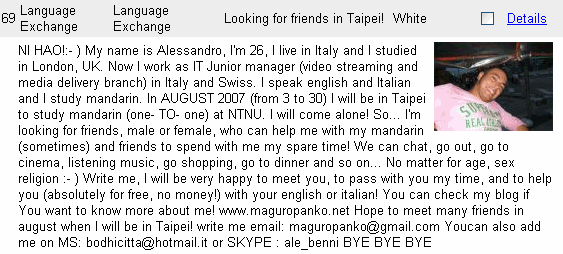 69 Language Exchange Language Exchange Looking for friends in Taipei! White Details
NI HAO!:- ) My name is Alessandro, I'm 26, I live in Italy and I studied
in London, UK. Now I work as IT Junior manager (video streaming and
media delivery branch) in Italy and Swiss. I speak english and Italian
and I study mandarin. In AUGUST 2007 (from 3 to 30) I will be in Taipei
to study mandarin (one- TO- one) at NTNU. I will come alone! So... I'm
looking for friends, male or female, who can help me with my mandarin
(sometimes) and friends to spend with me my spare time! We can chat, go out, go to
cinema, listening music, go shopping, go to dinner and so on... No matter for age, sex
religion :- ) Write me, I will be very happy to meet you, to pass with you my time, and to help
you (absolutely for free, no money!) with your english or italian! You can check my blog if
You want to know more about me! www.maguropanko.net Hope to meet many friends in
august when I will be in Taipei! write me email: maguropanko@gmail.com Youcan also add
me on MS: bodhicitta@hotmail.it or SKYPE : ale_benni BYE BYE BYE